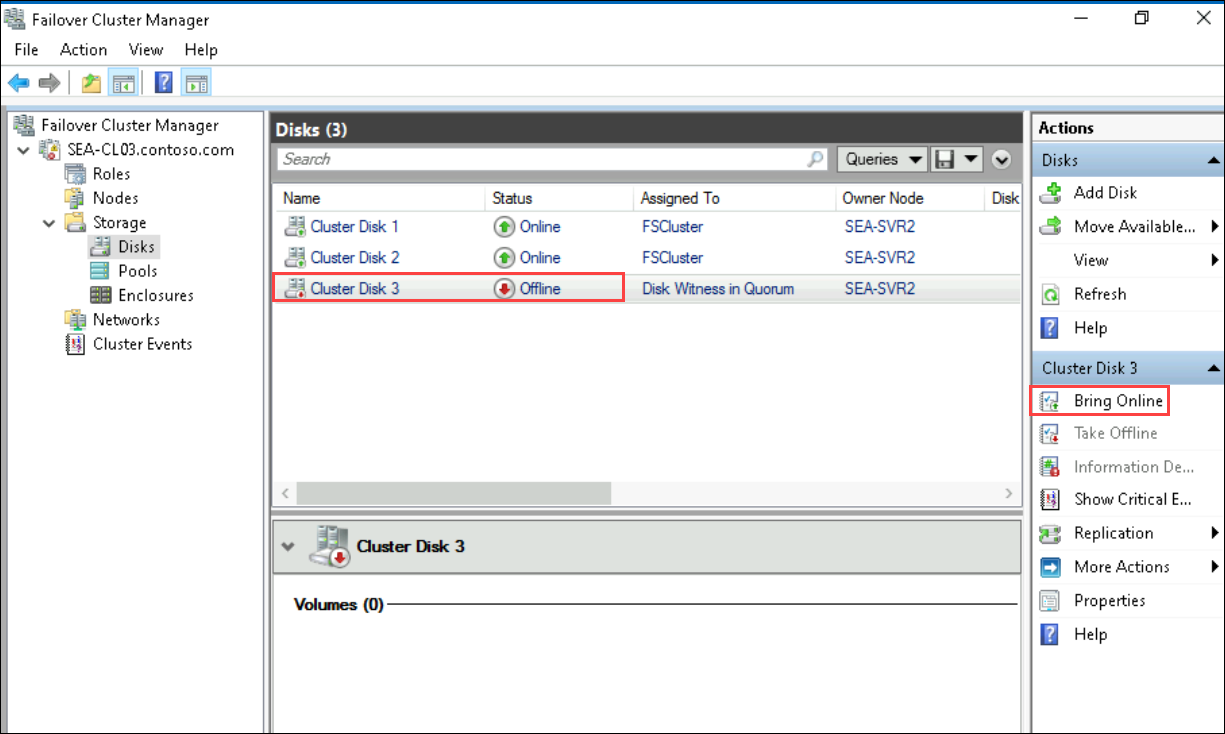 Failover Cluster Manager
File Action View Help
Failover Cluster Manager
SEA-CL03.contoso.com
Roles
Nodes
Storage
Disks
Pools
Enclosures
Networks
Cluster Events
Disks (3)
Search
Queries
Name Status Assigned To Owner Node Disk
Cluster Disk 1 Online FSCluster SEA-SVR2
Cluster Disk 2 Online FSCluster SEA-SVR2
Cluster Disk 3 Offline Disk Witness in Quorum SEA-SVR2
Cluster Disk 3
Volumes (0)
Actions
Disks
Add Disk
Move Available...
View
Refresh
Help
Cluster Disk 3
Bring Online
Take Offline
Information De...
Show Critical E...
Replication
More Actions
Properties
Help